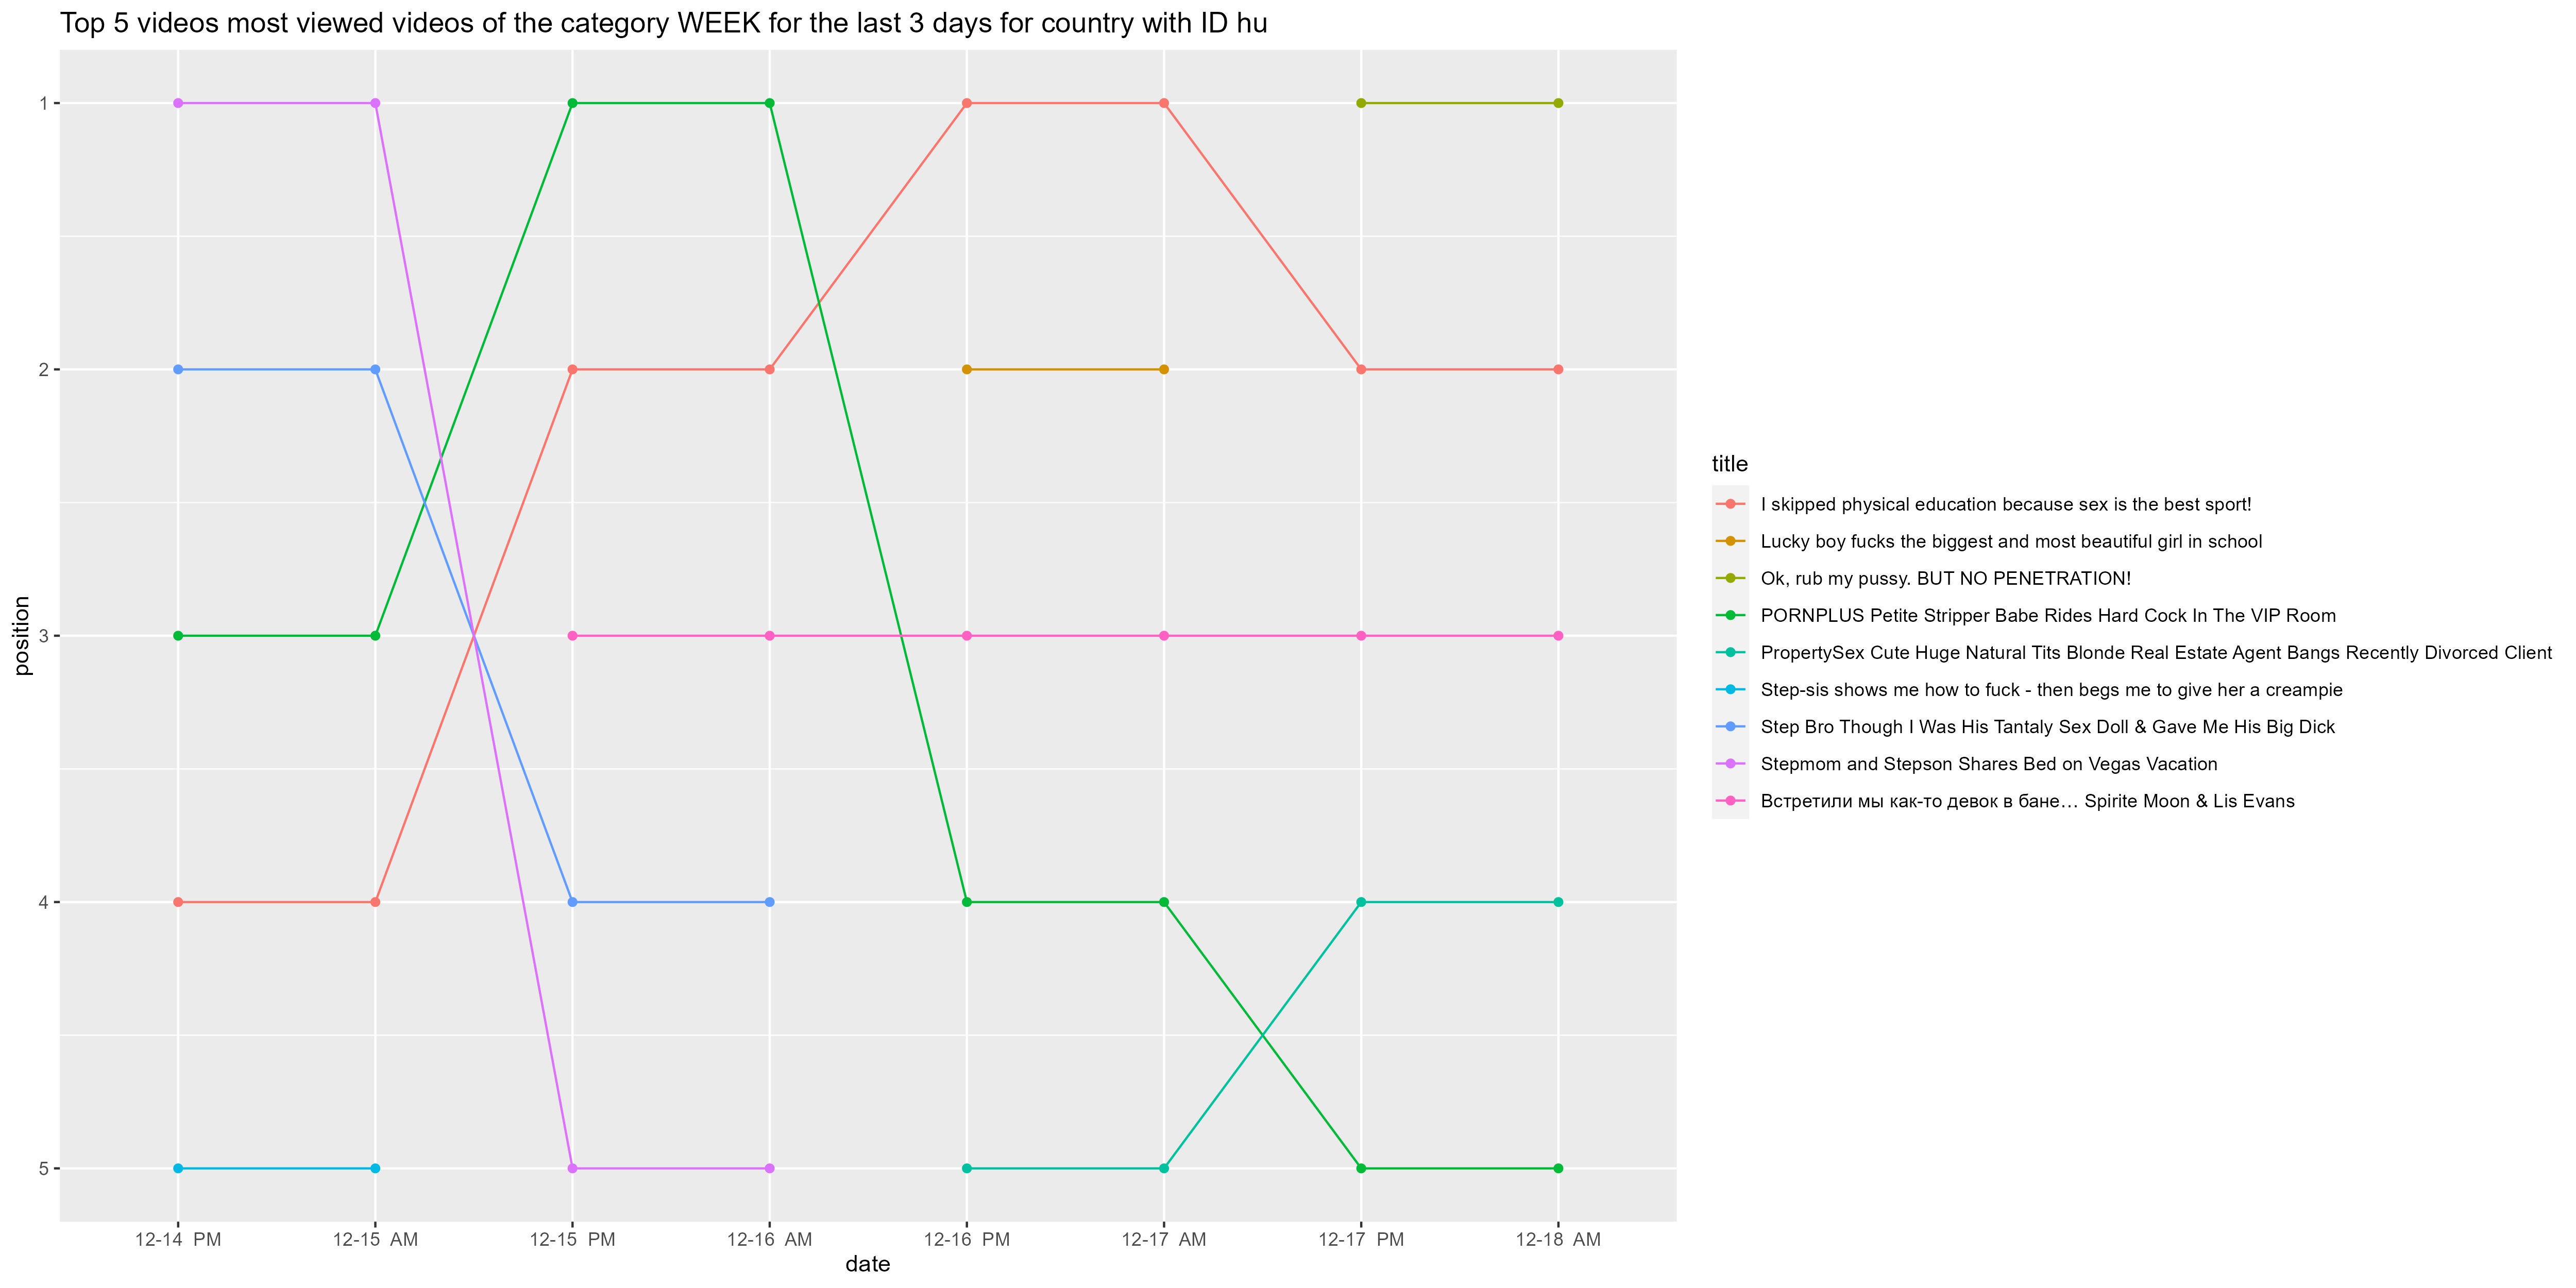 Top 5 videos most viewed videos of the category WEEK for the last 3 days for country with ID hu
position
1
2
3
4
5
12-14 PM
12-15 AM
12-15 PM
12-16 AM
12-16 PM
12-17 AM
12-17 PM
12-18 AM
date
title
I skipped physical education because sex is the best sport!
Lucky boy fucks the biggest and most beautiful girl in school
Ok, rub my pussy. BUT NO PENETRATION!
PORNPLUS Petite Stripper Babe Rides Hard Cock In The VIP Room
PropertySex Cute Huge Natural Tits Blonde Real Estate Agent Bangs Recently Divorced Client
Step-sis shows me how to fuck - then begs me to give her a creampie
Step Bro Though I Was His Tantaly Sex Doll & Gave Me His Big Dick
Stepmom and Stepson Shares Bed on Vegas Vacation
Встретили мы как-то девок в бане… Spirite Moon & Lis Evans